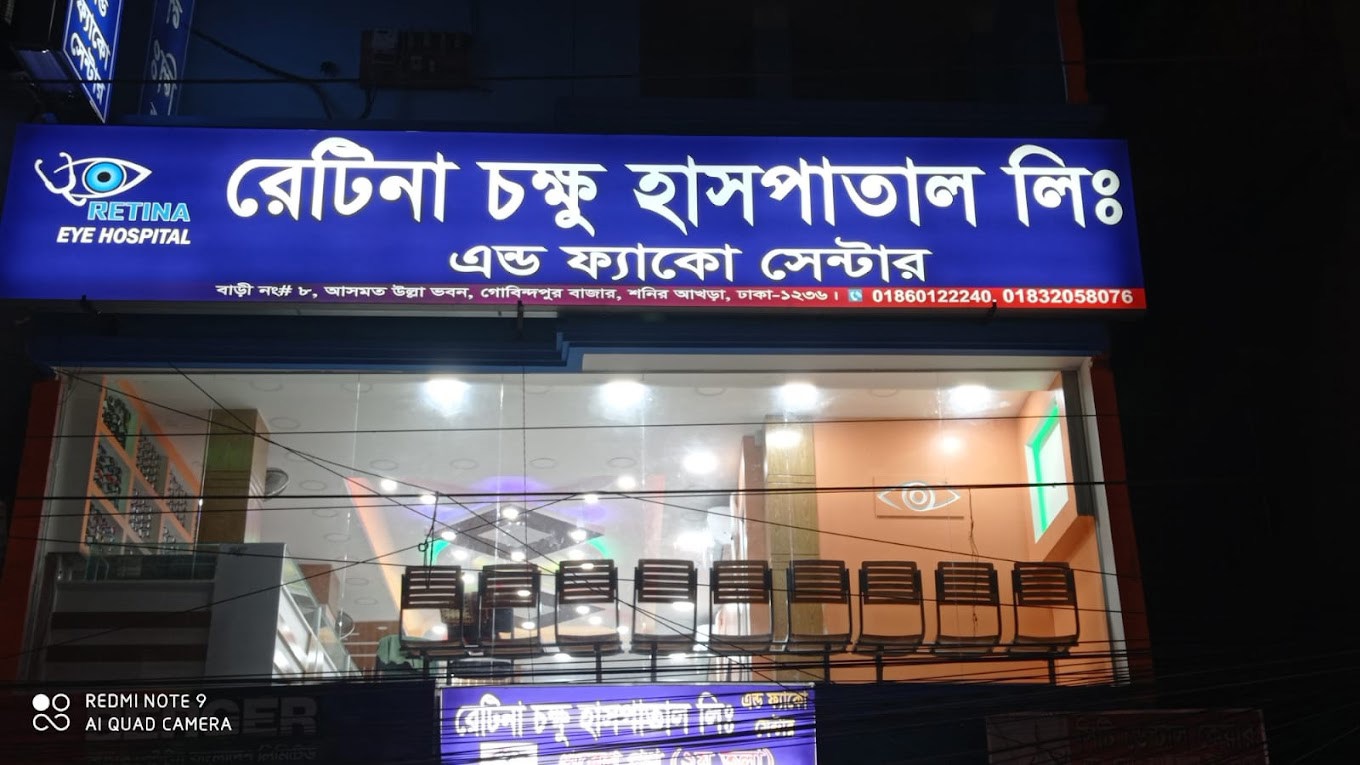 ফ্যাকো
সেন্টার
RETINA
EYE HOSPITAL
রেটিনা চক্ষু হাসপাতাল লিঃ
এন্ড ফ্যাকো সেন্টার
বাড়ী নং# ৮, আসমত উল্লা ভবন, গোবিন্দপুর বাজার, শনির আখড়া, ঢাকা-১২৩৬। 01860122240, 01832058076
রেটিনা চক্ষু হাসপাতাল লিঃ
এন্ড ফ্যাকো
সেন্টার
REDMI NOTE 9
AI QUAD CAMERA